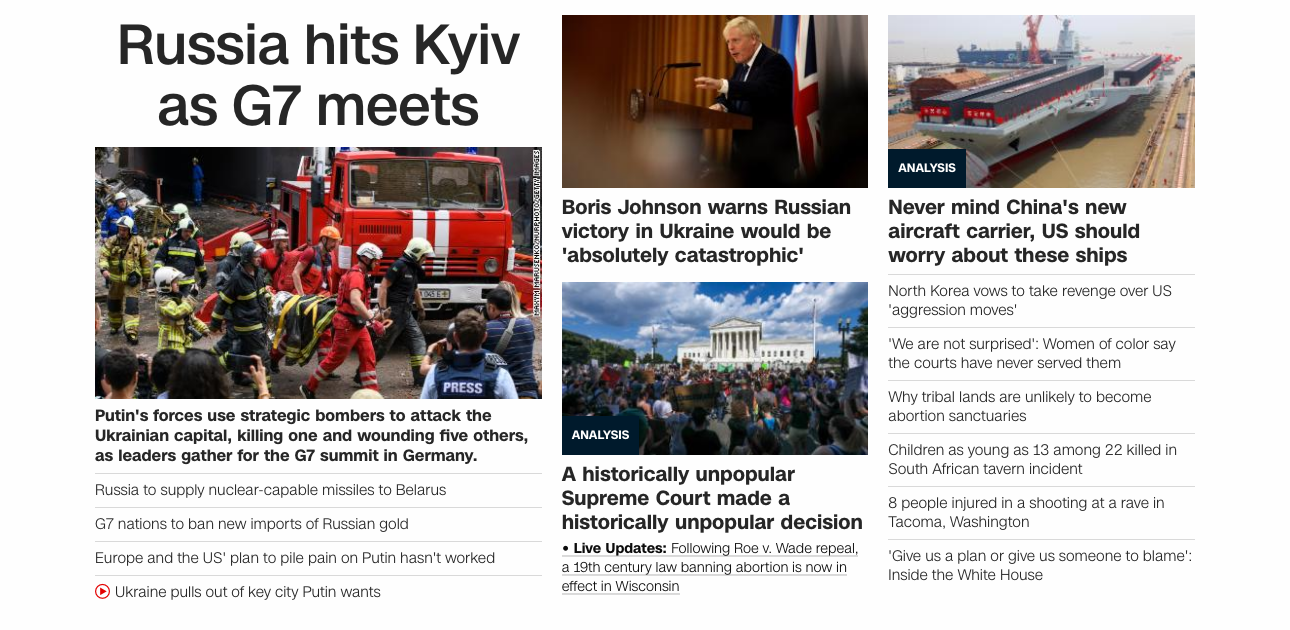 Russia hits Kyiv
as G7 meets
MAKSYM MARUSENKO/NURPHOTO/GETTY IMAGES
PRESS
Putin's forces use strategic bombers to attack the
Ukrainian capital, killing one and wounding five others,
as leaders gather for the G7 summit in Germany.
Russia to supply nuclear-capable missiles to Belarus
G7 nations to ban new imports of Russian gold
Europe and the US' plan to pile pain on Putin hasn't worked
Ukraine pulls out of key city Putin wants
Boris Johnson warns Russian
victory in Ukraine would be
'absolutely catastrophic'
ANALYSIS
A historically unpopular
Supreme Court made a
historically unpopular decision
• Live Updates: Following Roe v. Wade repeal,
a 19th century law banning abortion is now in
effect in Wisconsin
ANALYSIS
Never mind China's new
aircraft carrier, US should
worry about these ships
North Korea vows to take revenge over US
'aggression moves'
'We are not surprised': Women of color say
the courts have never served them
Why tribal lands are unlikely to become
abortion sanctuaries
Children as young as 13 among 22 killed in
South African tavern incident
8 people injured in a shooting at a rave in
Tacoma, Washington
'Give us a plan or give us someone to blame':
Inside the White House